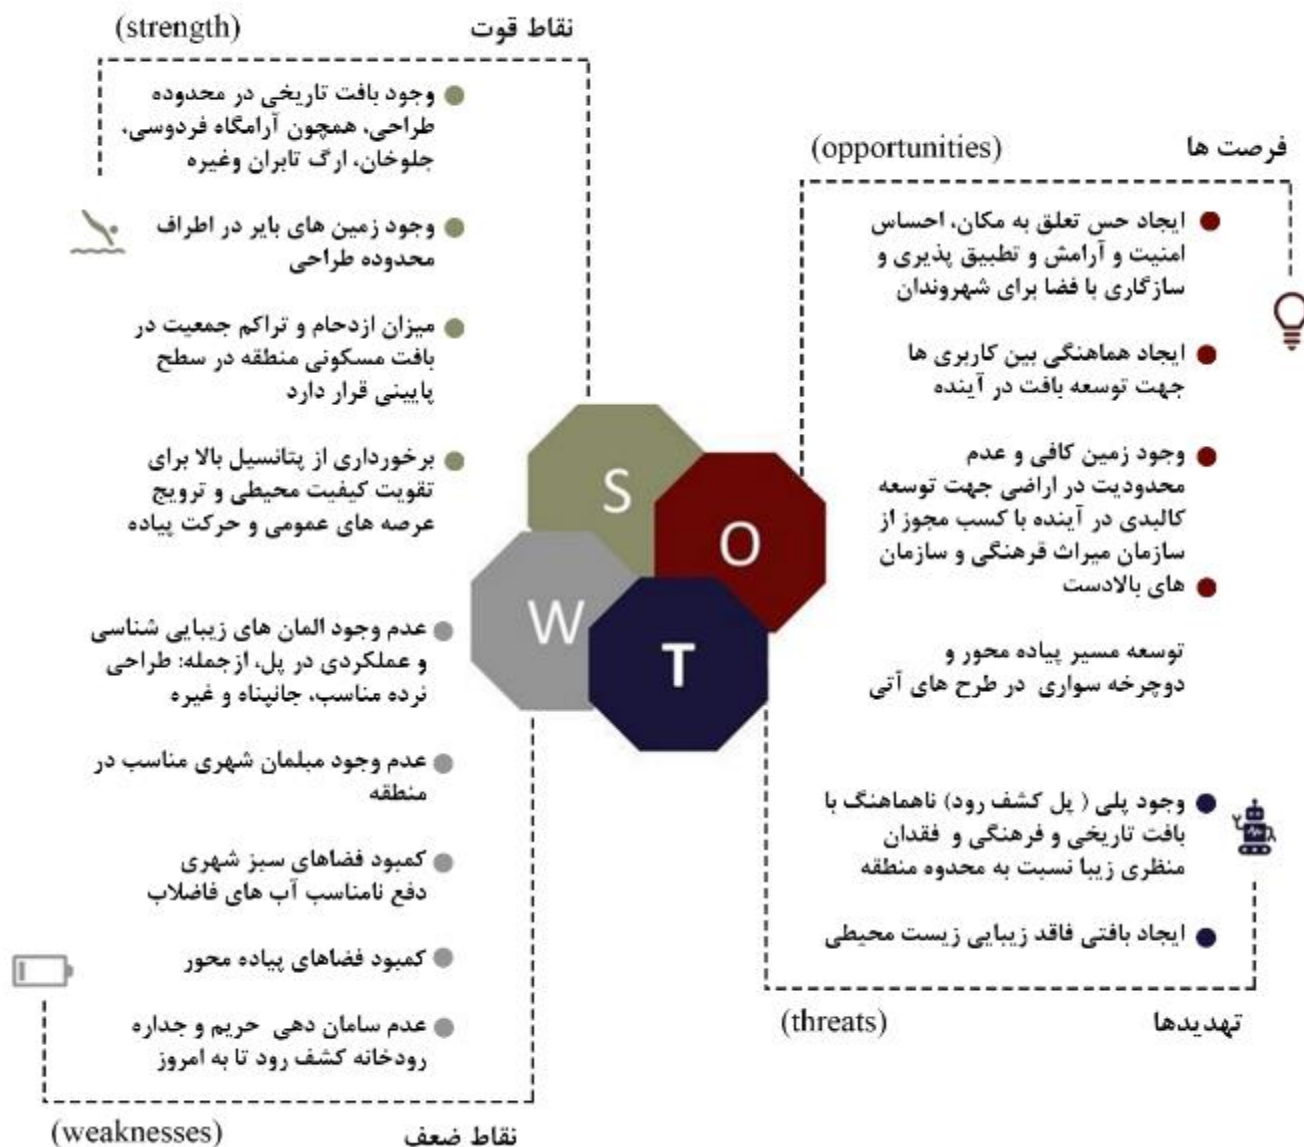 نقاط قوت (strength)
وجود بافت تاریخی در محدوده
طراحی، همچون آرامگاه فردوسی،
جلوخان، ارگ تابران وغیره
وجود زمین های بایر در اطراف
محدوده طراحی
میزان ازدحام و تراکم جمعیت در
بافت مسکونی منطقه در سطح
پایینی قرار دارد
برخورداری از پتانسیل بالا برای
تقویت کیفیت محیطی و ترویج
عرصه های عمومی و حرکت پیاده
فرصت ها (opportunities)
ایجاد حس تعلق به مکان، احساس
امنیت و آرامش و تطبیق پذیری و
سازگاری با فضا برای شهروندان
ایجاد هماهنگی بین کاربری ها
جهت توسعه بافت در آینده
وجود زمین کافی و عدم
محدودیت در اراضی جهت توسعه
کالبدی در آینده با کسب مجوز از
سازمان میراث قرهنگی و سازمان
های بالادست
توسعه مسیر پیاده محور و
دوچرخه سواری در طرح های آتی
S
O
W
T
عدم وجود المان های زیبایی شناسی
و عملکردی در پل، ازجمله: طراحی
نرده مناسب، جانپناه و غیره
عدم وجود مبلمان شهری مناسب در
منطقه
کمبود فضاهای سبز شهری
دفع نامناسب آب های فاضلاب
کمبود فضاهای پیاده محور
عدم سامان دهی حریم و جداره
رودخانه کشف رود تا به امروز
نقاط ضعف (weaknesses)
وجود پلی ( پل کشف رود) ناهماهنگ با
بافت تاریخی و فرهنگی و فقدان
منظری زیبا نسبت به محدوه منطقه
ایجاد بافتی فاقد زیبایی زیست محیطی
تهدیدها (threats)